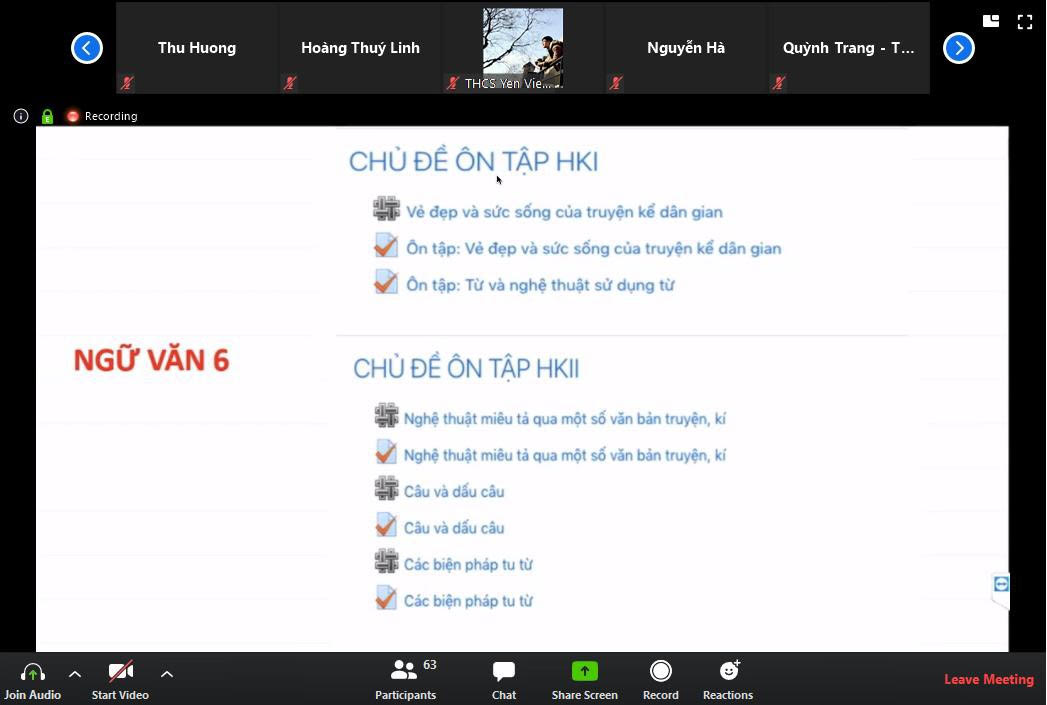 Thu Huong
Hoàng Thuý Linh
THCS Yen Vie...
Nguyễn Hà
Quỳnh Trang - T...
Recording
CHỦ ĐỀ ÔN TẬP HKI
Vẻ đẹp và sức sống của truyện kể dân gian
Ôn tập: Vẻ đẹp và sức sống của truyện kể dân gian
Ôn tập: Từ và nghệ thuật sử dụng từ
NGỮ VĂN 6
CHỦ ĐỀ ÔN TẬP HKII
Nghệ thuật miêu tả qua một số văn bản truyện, kí
Nghệ thuật miêu tả qua một số văn bản truyện, kí
Câu và dấu câu
Câu và dấu câu
Các biện pháp tu từ
Các biện pháp tu từ
Join Audio
Start Video
63
Participants
Chat
Share Screen
Record
Reactions
Leave Meeting